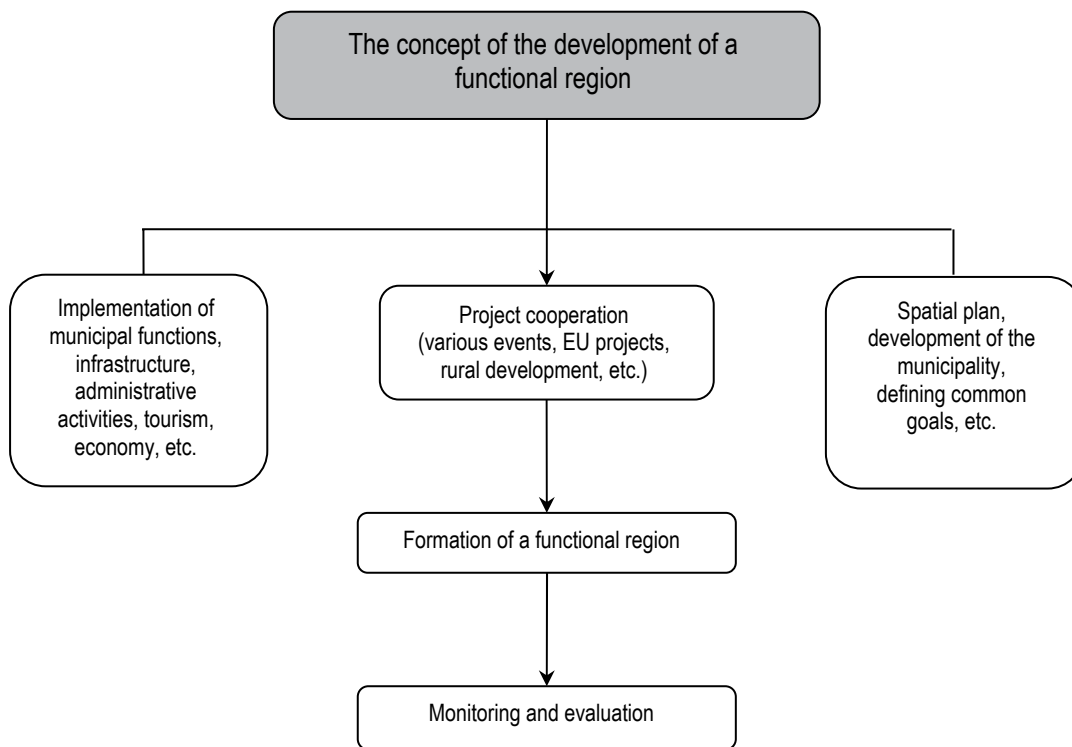 The concept of the development of a
functional region
Implementation of
municipal functions,
infrastructure,
administrative
activities, tourism,
economy, etc.
Project cooperation
(various events, EU projects,
rural development, etc.)
Spatial plan,
development of the
municipality,
defining common
goals, etc.
Formation of a functional region
Monitoring and evaluation